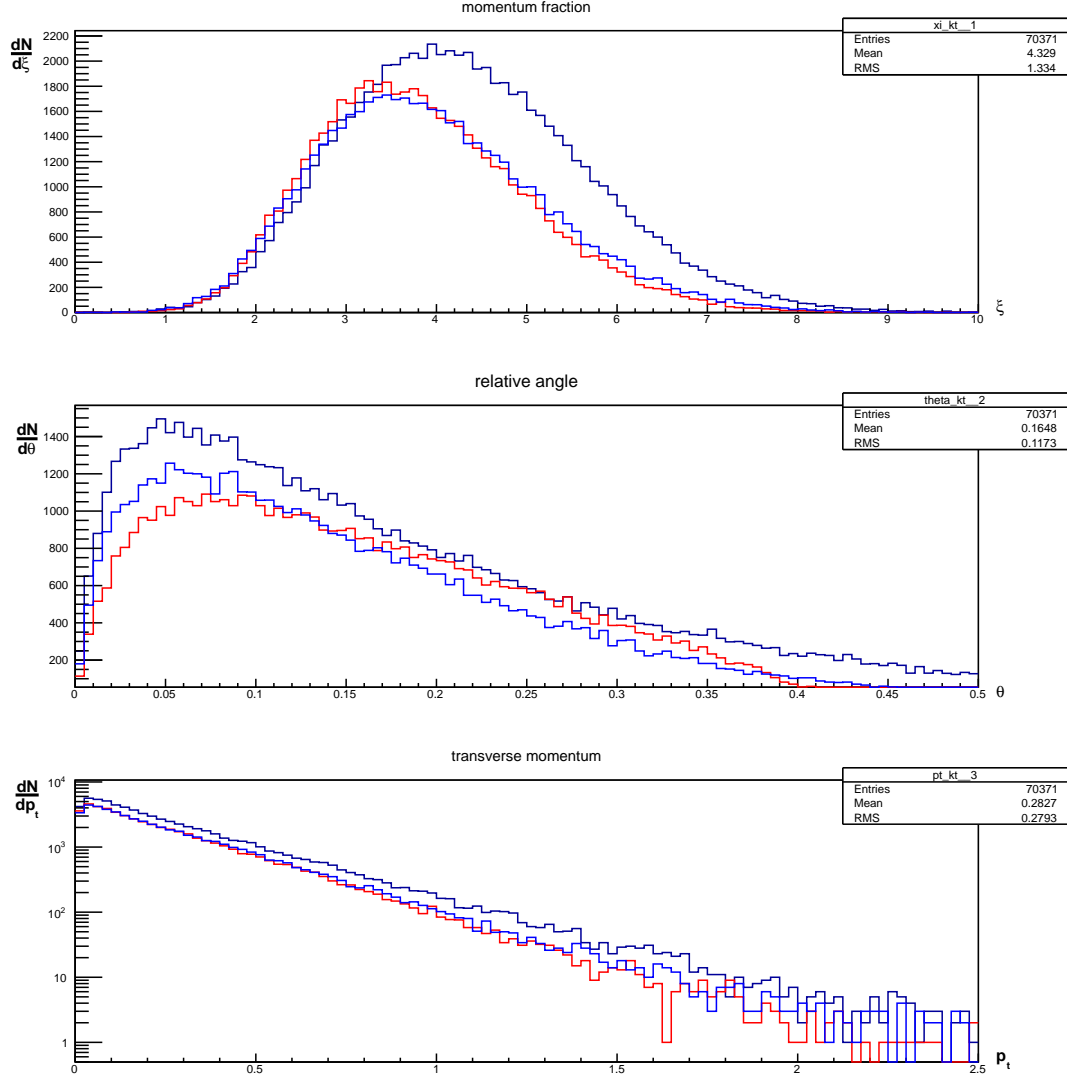 momentum fraction
dN
dξ
xi_kt__1
Entries 70371
Mean 4.329
RMS 1.334
2200
2000
1800
1600
1400
1200
1000
800
600
400
200
0
0 1 2 3 4 5 6 7 8 9 10
ξ
relative angle
dN
dθ
theta_kt__2
Entries 70371
Mean 0.1648
RMS 0.1173
1400
1200
1000
800
600
400
200
0 0.05 0.1 0.15 0.2 0.25 0.3 0.35 0.4 0.45 0.5
θ
transverse momentum
dN
dp_t
pt_kt__3
Entries 70371
Mean 0.2827
RMS 0.2793
10^4
10^3
10^2
10
1
0 0.5 1 1.5 2 2.5
p_t